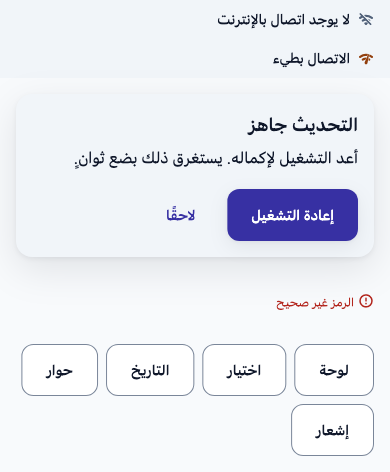 لا يوجد اتصال بالإنترنت
الاتصال بطيء
التحديث جاهز
أعد التشغيل لإكماله. يستغرق ذلك بضع ثوانٍ.
إعادة التشغيل
لاحقًا
الرمز غير صحيح
لوحة
اختيار
التاريخ
حوار
إشعار